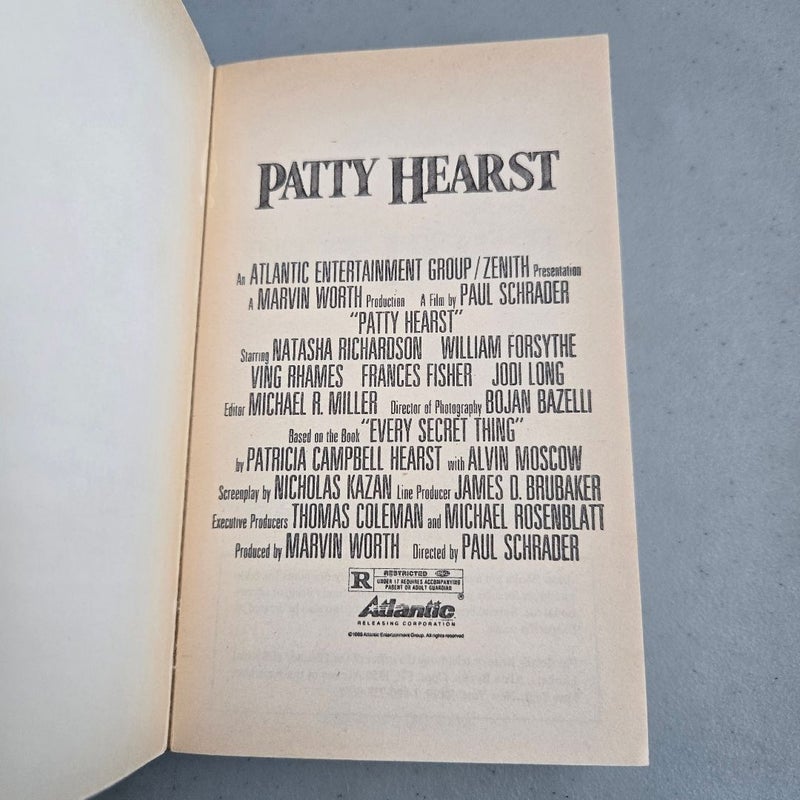 PATTY HEARST
An ATLANTIC ENTERTAINMENT GROUP/ZENITH Presentation
A MARVIN WORTH Production A Film by PAUL SCHRADER
"PATTY HEARST"
Starring NATASHA RICHARDSON WILLIAM FORSYTHE
VING RHAMES FRANCES FISHER JODI LONG
Editor MICHAEL R. MILLER Director of Photography BOJAN BAZELLI
Based on the Book "EVERY SECRET THING"
by PATRICIA CAMPBELL HEARST with ALVIN MOSCOW
Screenplay by NICHOLAS KAZAN Line Producer JAMES D. BRUBAKER
Executive Producers THOMAS COLEMAN and MICHAEL ROSENBLATT
Produced by MARVIN WORTH Directed by PAUL SCHRADER
R RESTRICTED
UNDER 17 REQUIRES ACCOMPANYING
PARENT OR ADULT GUARDIAN
Atlantic ®
RELEASING CORPORATION
Atlantic Entertainment Group. All rights reserved